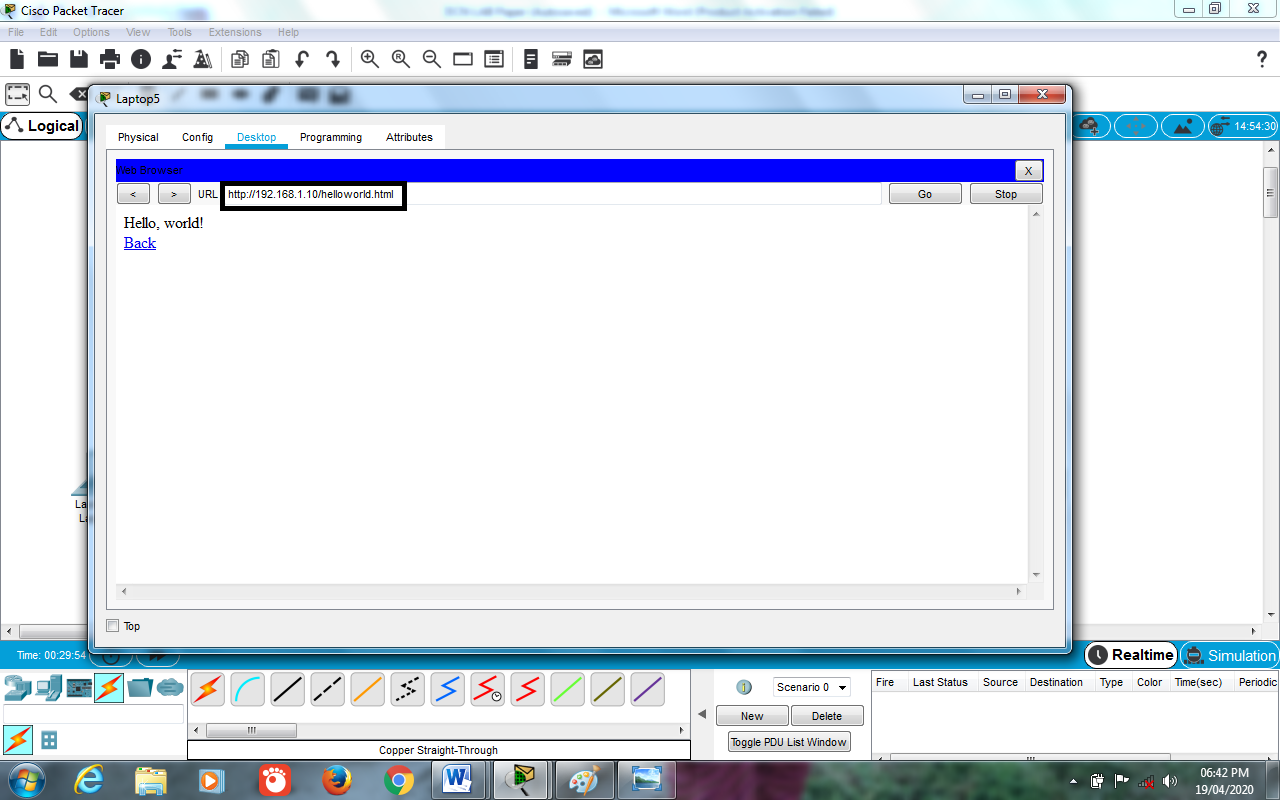 Cisco Packet Tracer
File Edit Options View Tools Extensions Help
Laptop5
Logical
14:54:30
Physical Config Desktop Programming Attributes
Web Browser
X
< > URL http://192.168.1.10/helloworld.html Go Stop
Hello, world!
Back
La
La
Top
Time: 00:29:54
Realtime Simulation
Scenario 0
Fire Last Status Source Destination Type Color Time(sec) Periodic
New Delete
Toggle PDU List Window
Copper Straight-Through
06:42 PM
19/04/2020